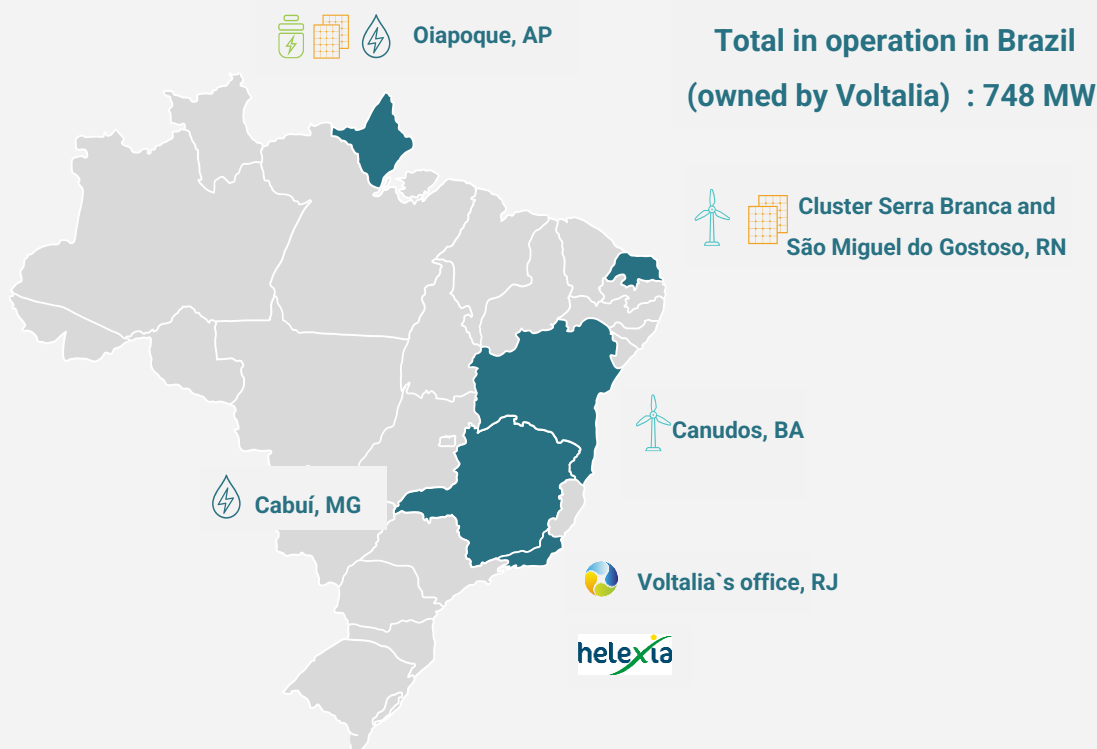 Oiapoque, AP
Total in operation in Brazil
(owned by Voltalia) : 748 MW
Cluster Serra Branca and
São Miguel do Gostoso, RN
Canudos, BA
Cabuí, MG
Voltalia`s office, RJ
helexia